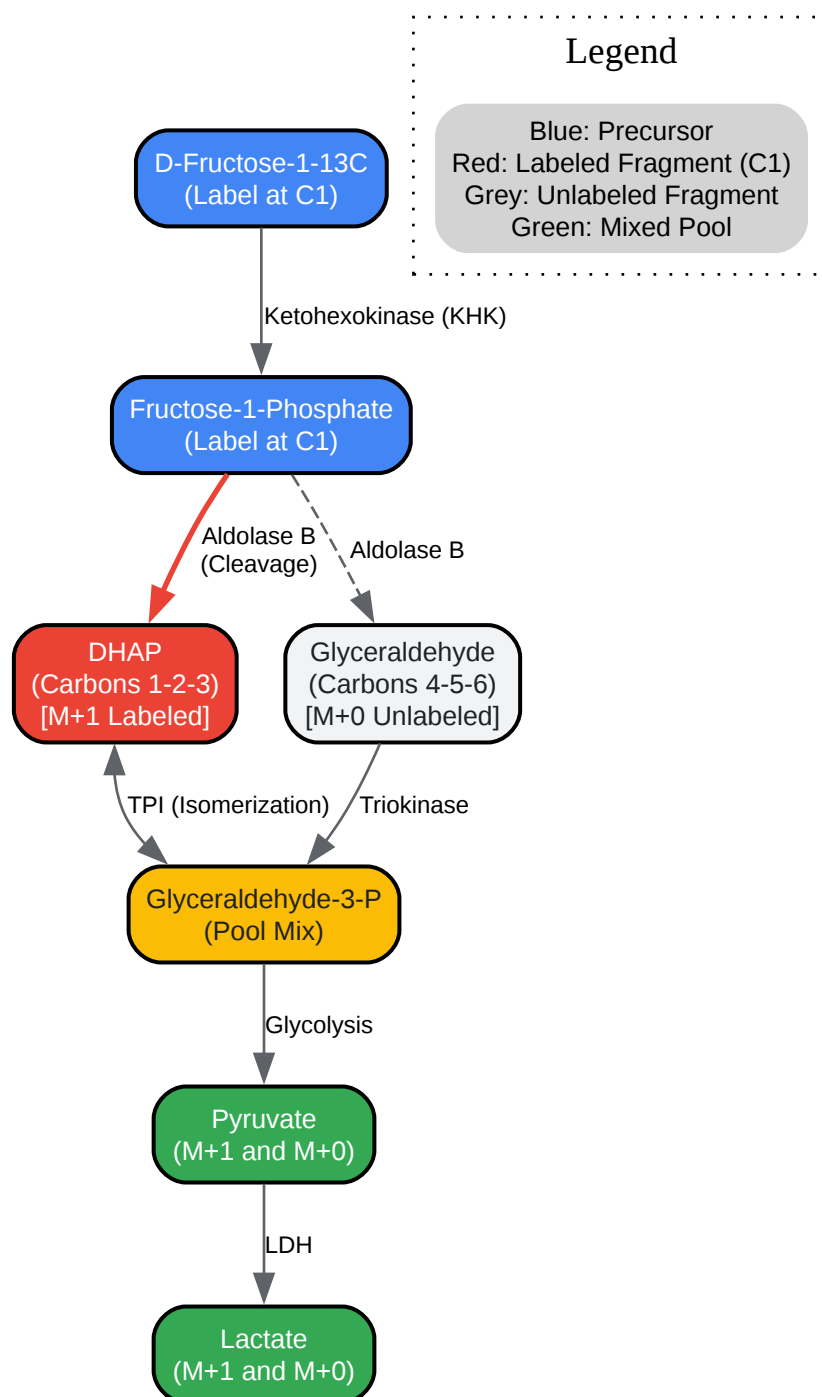 Legend
Blue: Precursor
Red: Labeled Fragment (C1)
Grey: Unlabeled Fragment
Green: Mixed Pool
D-Fructose-1-13C
(Label at C1)
Ketohexokinase (KHK)
Fructose-1-Phosphate
(Label at C1)
Aldolase B
(Cleavage)
Aldolase B
DHAP
(Carbons 1-2-3)
[M+1 Labeled]
Glyceraldehyde
(Carbons 4-5-6)
[M+0 Unlabeled]
TPI (Isomerization)
Triokinase
Glyceraldehyde-3-P
(Pool Mix)
Glycolysis
Pyruvate
(M+1 and M+0)
LDH
Lactate
(M+1 and M+0)